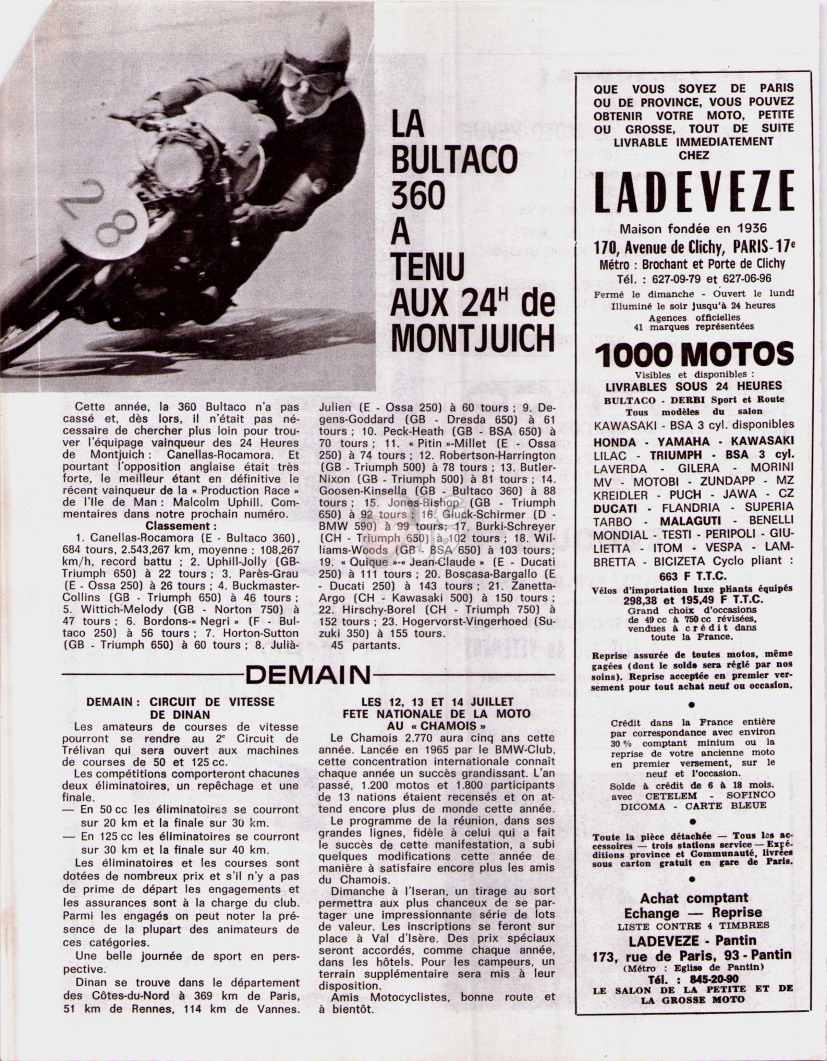 28
LA
BULTACO
360
A
TENU
AUX 24H de
MONTJUICH
Cette année, la 360 Bultaco n'a pas
cassé et, dès lors, il n'était pas né-
cessaire de chercher plus loin pour trou-
ver l'équipage vainqueur des 24 Heures
de Montjuich : Canellas-Rocamora. Et
pourtant l'opposition anglaise était très
forte, le meilleur étant en définitive le
récent vainqueur de la « Production Race »
de l'Ile de Man : Malcolm Uphill. Com-
mentaires dans notre prochain numéro.
Classement :
1. Canellas-Rocamora (E - Bultaco 360),
684 tours, 2.543,267 km, moyenne : 108,267
km/h, record battu ; 2. Uphill-Jolly (GB-
Triumph 650) à 22 tours ; 3. Parès-Grau
(E - Ossa 250) à 26 tours ; 4. Buckmaster-
Collins (GB - Triumph 650) à 46 tours ;
5. Wittich-Melody (GB - Norton 750) à
47 tours ; 6. Bordons-« Negri » (F - Bul-
taco 250) à 56 tours ; 7. Horton-Sutton
(GB - Triumph 650) à 60 tours ; 8. Julià-
Julien (E - Ossa 250) à 60 tours ; 9. De-
gens-Goddard (GB - Dresda 650) à 61
tours ; 10. Peck-Heath (GB - BSA 650) à
70 tours ; 11. « Pitin »-Millet (E - Ossa
250) à 74 tours ; 12. Robertson-Harrington
(GB - Triumph 500) à 78 tours ; 13. Butler-
Nixon (GB - Triumph 500) à 81 tours ; 14.
Goosen-Kinsella (GB - Bultaco 360) à 88
tours ; 15. Jones-Bishop (GB - Triumph
650) à 92 tours ; 16. Gluck-Schirmer (D -
BMW 590) à 99 tours; 17. Burki-Schreyer
(CH - Triumph 650) à 102 tours ; 18. Wil-
liams-Woods (GB - BSA 650) à 103 tours;
19. « Quique »-« Jean-Claude » (E - Ducati
250) à 111 tours ; 20. Boscasa-Bargallo (E
- Ducati 250) à 143 tours ; 21. Zanetta-
Argo (CH - Kawasaki 500) à 150 tours ;
22. Hirschy-Borel (CH - Triumph 750) à
152 tours ; 23. Hogervorst-Vingerhoed (Su-
zuki 350) à 155 tours.
45 partants.
DEMAIN
DEMAIN : CIRCUIT DE VITESSE
DE DINAN
Les amateurs de courses de vitesse
pourront se rendre au 2e Circuit de
Trélivan qui sera ouvert aux machines
de courses de 50 et 125 cc.
Les compétitions comporteront chacunes
deux éliminatoires, un repêchage et une
finale.
— En 50 cc les éliminatoires se courront
sur 20 km et la finale sur 30 km.
— En 125 cc les éliminatoires se courront
sur 30 km et la finale sur 40 km.
Les éliminatoires et les courses sont
dotées de nombreux prix et s'il n'y a pas
de prime de départ les engagements et
les assurances sont à la charge du club.
Parmi les engagés on peut noter la pré-
sence de la plupart des animateurs de
ces catégories.
Une belle journée de sport en pers-
pective.
Dinan se trouve dans le département
des Côtes-du-Nord à 369 km de Paris,
51 km de Rennes, 114 km de Vannes.
LES 12, 13 ET 14 JUILLET
FETE NATIONALE DE LA MOTO
AU « CHAMOIS »
Le Chamois 2.770 aura cinq ans cette
année. Lancée en 1965 par le BMW-Club,
cette concentration internationale connaît
chaque année un succès grandissant. L'an
passé, 1.200 motos et 1.800 participants
de 13 nations étaient recensés et on at-
tend encore plus de monde cette année.
Le programme de la réunion, dans ses
grandes lignes, fidèle à celui qui a fait
le succès de cette manifestation, a subi
quelques modifications cette année de
manière à satisfaire encore plus les amis
du Chamois.
Dimanche à l'Iseran, un tirage au sort
permettra aux plus chanceux de se par-
tager une impressionnante série de lots
de valeur. Les inscriptions se feront sur
place à Val d'Isère. Des prix spéciaux
seront accordés, comme chaque année,
dans les hôtels. Pour les campeurs, un
terrain supplémentaire sera mis à leur
disposition.
Amis Motocyclistes, bonne route et
à bientôt.
QUE VOUS SOYEZ DE PARIS
OU DE PROVINCE, VOUS POUVEZ
OBTENIR VOTRE MOTO, PETITE
OU GROSSE, TOUT DE SUITE
LIVRABLE IMMEDIATEMENT
CHEZ
LADEVEZE
Maison fondée en 1936
170, Avenue de Clichy, PARIS-17e
Métro : Brochant et Porte de Clichy
Tél. : 627-09-79 et 627-06-96
Fermé le dimanche - Ouvert le lundi
Illuminé le soir jusqu'à 24 heures
Agences officielles
41 marques représentées
1000 MOTOS
Visibles et disponibles :
LIVRABLES SOUS 24 HEURES
BULTACO - DERBI Sport et Route
Tous modèles du salon
KAWASAKI - BSA 3 cyl. disponibles
HONDA - YAMAHA - KAWASAKI
LILAC - TRIUMPH - BSA 3 cyl.
LAVERDA - GILERA - MORINI
MV - MOTOBI - ZUNDAPP - MZ
KREIDLER - PUCH - JAWA - CZ
DUCATI - FLANDRIA - SUPERIA
TARBO - MALAGUTI - BENELLI
MONDIAL - TESTI - PERIPOLI - GIU-
LIETTA - ITOM - VESPA - LAM-
BRETTA - BICIZETA Cyclo pliant :
663 F T.T.C.
Vélos d'importation luxe pliants équipés
298,38 et 195,49 F T.T.C.
Grand choix d'occasions
de 49 cc à 750 cc révisées,
vendues à crédit dans
toute la France.
Reprise assurée de toutes motos, même
gagées (dont le solde sera réglé par nos
soins). Reprise acceptée en premier ver-
sement pour tout achat neuf ou occasion.
●
Crédit dans la France entière
par correspondance avec environ
30 % comptant minium ou la
reprise de votre ancienne moto
en premier versement, sur le
neuf et l'occasion.
Solde à crédit de 6 à 18 mois.
avec CETELEM - SOFINCO
DICOMA - CARTE BLEUE
●
Toute la pièce détachée — Tous les ac-
cessoires — trois stations service — Expé-
ditions province et Communauté, livrées
sous carton gratuit en gare de Paris.
●
Achat comptant
Echange — Reprise
LISTE CONTRE 4 TIMBRES
LADEVEZE - Pantin
173, rue de Paris, 93 - Pantin
(Métro : Eglise de Pantin)
Tél. : 845-20-90
LE SALON DE LA PETITE ET DE
LA GROSSE MOTO